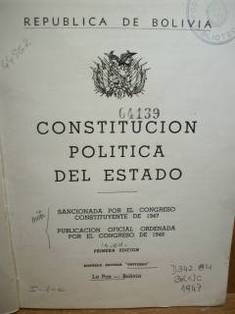 REPUBLICA DE BOLIVIA
64139
CONSTITUCION
POLITICA
DEL ESTADO
SANCIONADA POR EL CONGRESO
CONSTITUYENTE DE 1947
PUBLICACION OFICIAL ORDENADA
POR EL CONGRESO DE 1948
PRIMERA EDICION
La Paz — Bolivia
1947